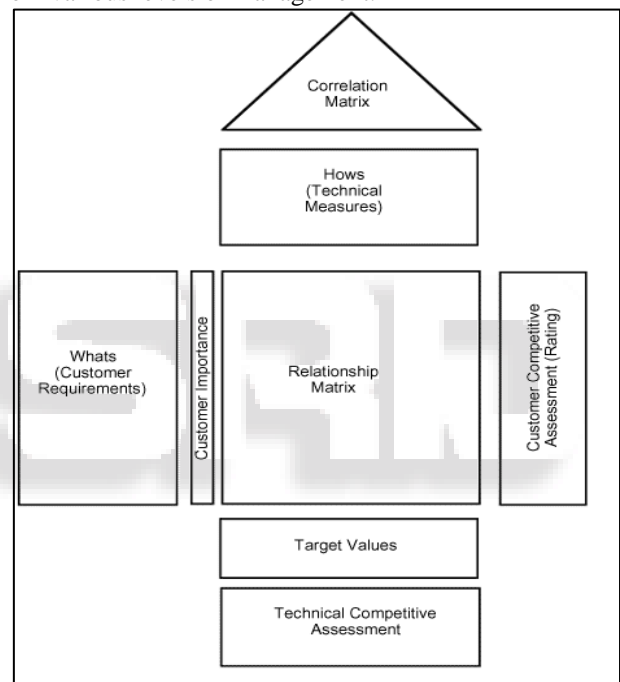 Correlation
Matrix
Hows
(Technical
Measures)
Whats
(Customer
Requirements)
Customer Importance
Relationship
Matrix
Customer Competitive
Assessment (Rating)
Target Values
Technical Competitive
Assessment